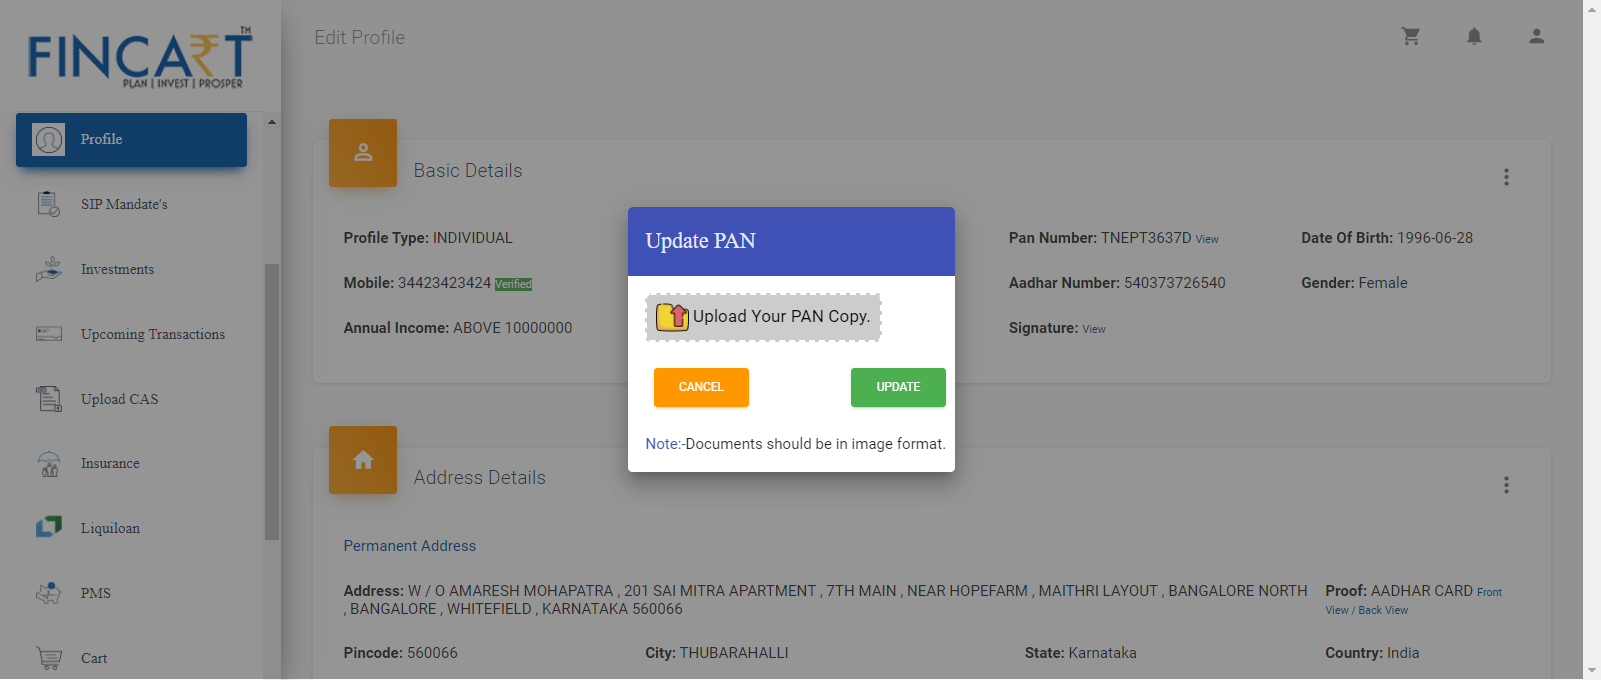 FINCART™
PLAN | INVEST | PROSPER
Edit Profile
Profile
SIP Mandate's
Investments
Upcoming Transactions
Upload CAS
Insurance
Liquiloan
PMS
Cart
Basic Details
Profile Type: INDIVIDUAL
Pan Number: TNEPT3637D View
Date Of Birth: 1996-06-28
Mobile: 34423423424 Verified
Aadhar Number: 540373726540
Gender: Female
Annual Income: ABOVE 10000000
Signature: View
Update PAN
Upload Your PAN Copy.
CANCEL
UPDATE
Note:-Documents should be in image format.
Address Details
Permanent Address
Address: W / O AMARESH MOHAPATRA , 201 SAI MITRA APARTMENT , 7TH MAIN , NEAR HOPEFARM , MAITHRI LAYOUT , BANGALORE NORTH
, BANGALORE , WHITEFIELD , KARNATAKA 560066
Proof: AADHAR CARD Front
View / Back View
Pincode: 560066
City: THUBARAHALLI
State: Karnataka
Country: India